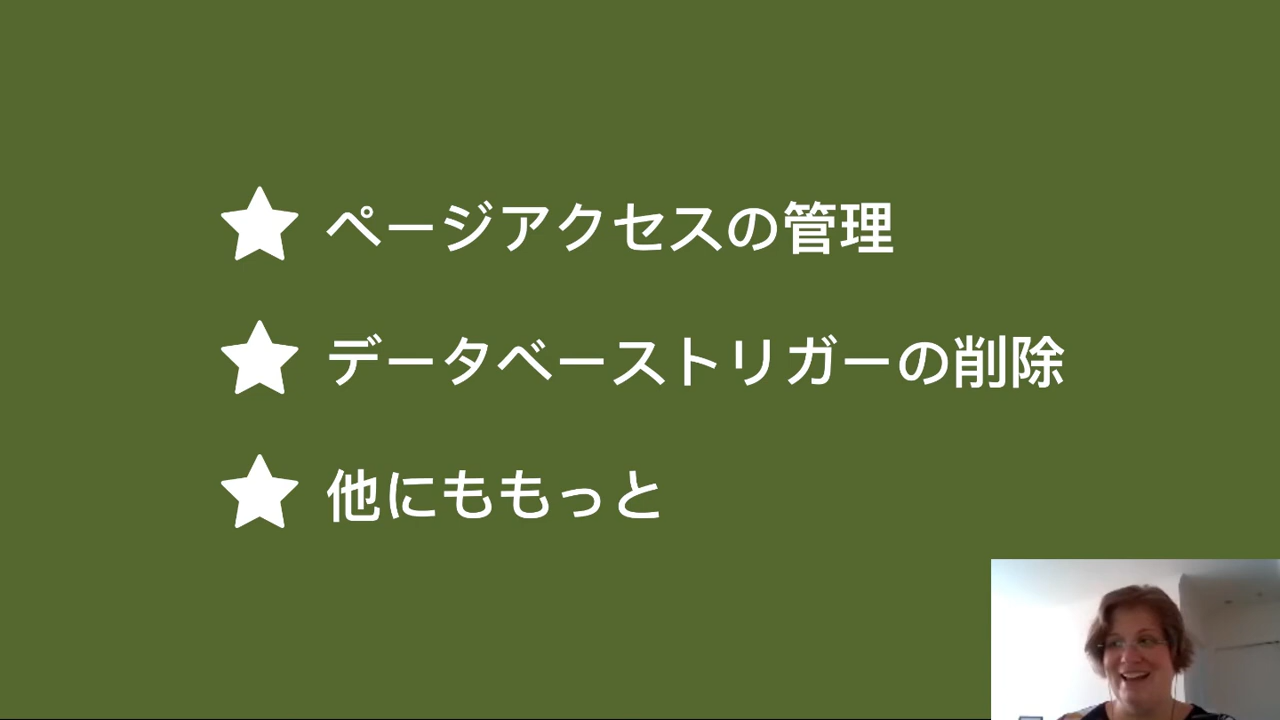 ページアクセスの管理
データベーストリガーの削除
他にももっと